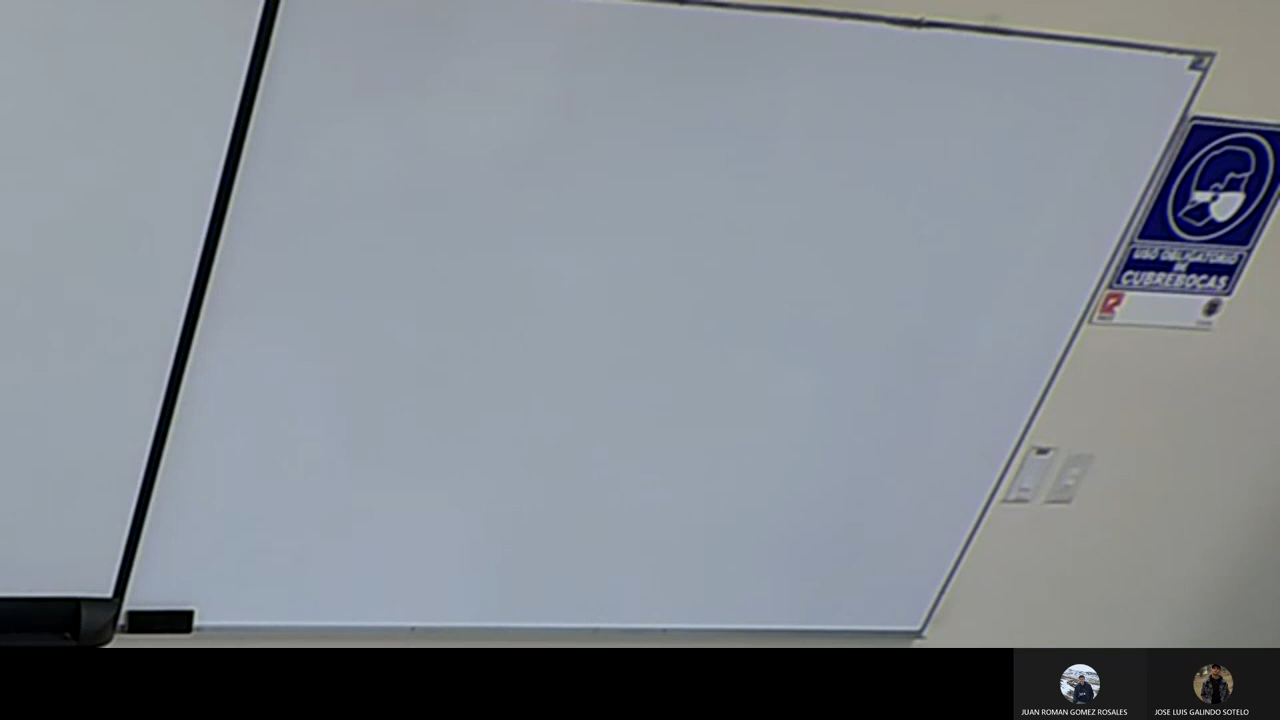 USO OBLIGATORIO
DE
CUBREBOCAS
JUAN ROMAN GOMEZ ROSALES
JOSE LUIS GALINDO SOTELO